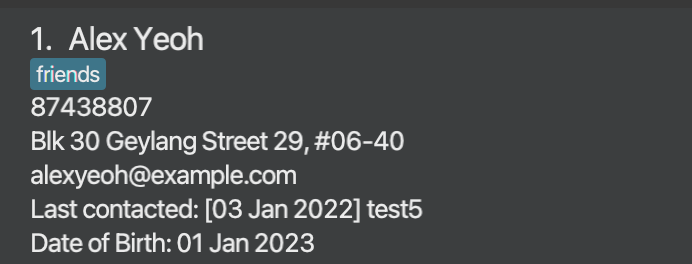 1. Alex Yeoh
friends
87438807
Blk 30 Geylang Street 29, #06-40
alexyeoh@example.com
Last contacted: [03 Jan 2022] test5
Date of Birth: 01 Jan 2023